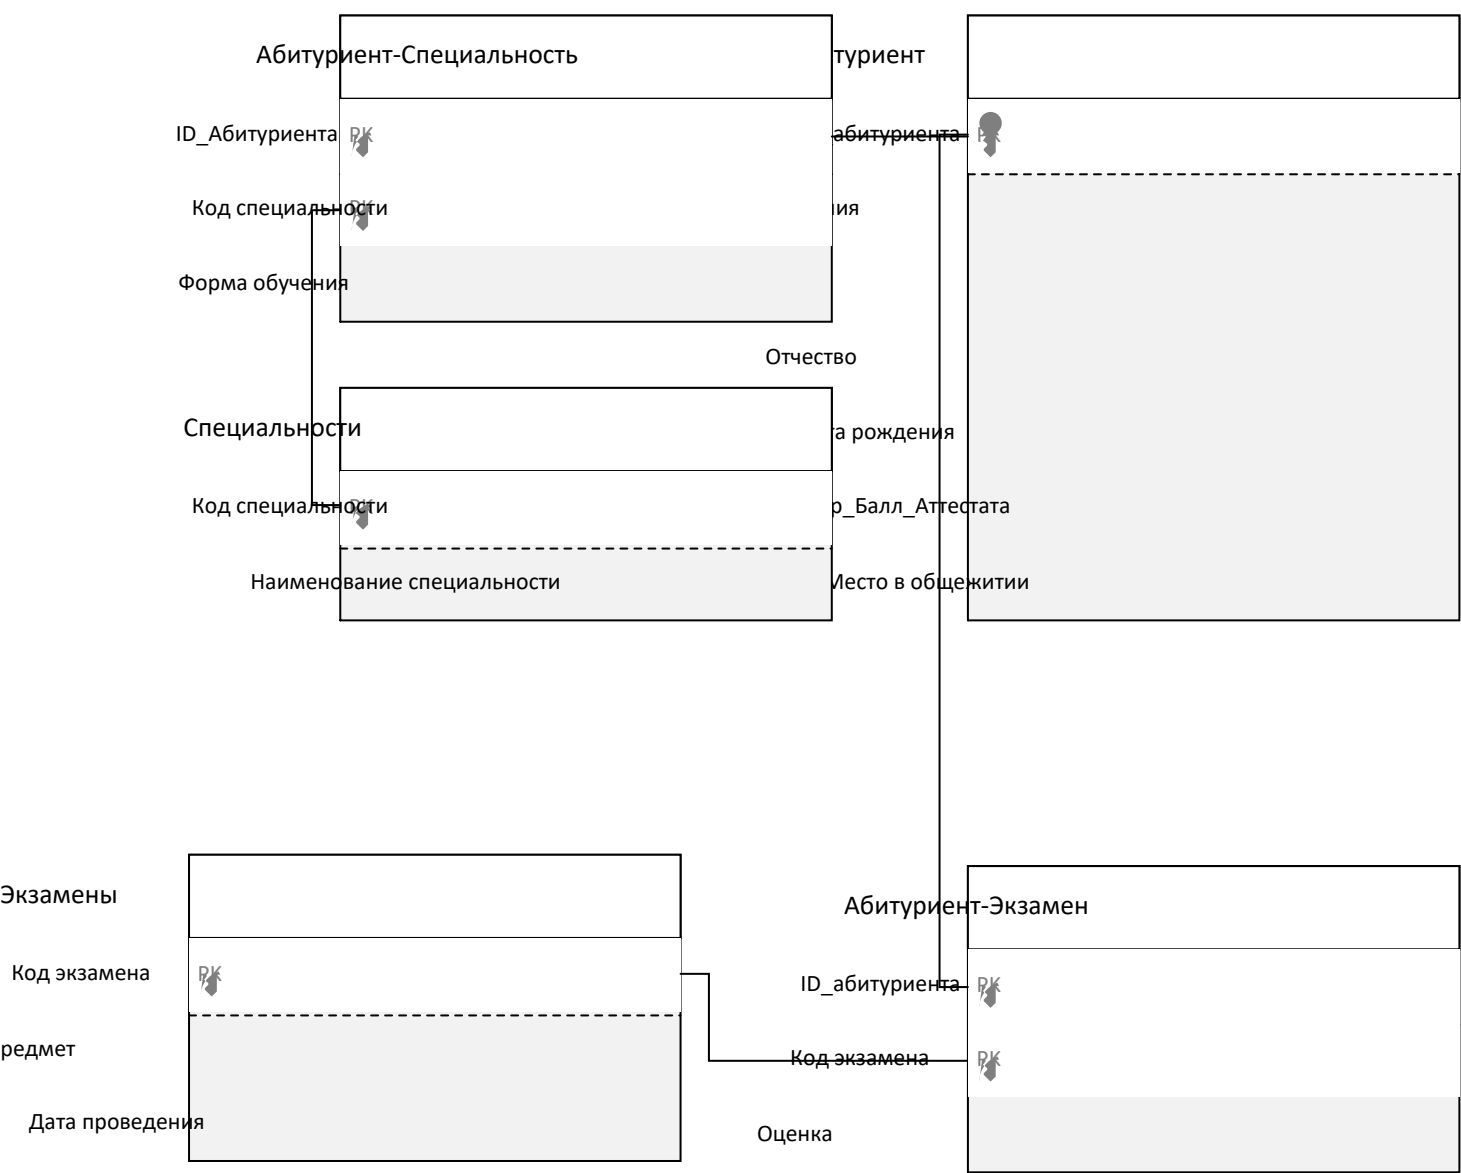 Абитуриент-Специальность
ID_Абитуриента PK
Код специальности PK
Форма обучения
туриент
абитуриента
ия
Отчество
а рождения
р_Балл_Аттестата
Место в общежитии
Специальности
Код специальности PK
Наименование специальности
Экзамены
Код экзамена PK
редмет
Дата проведения
Абитуриент-Экзамен
ID_абитуриента PK
Код экзамена PK
Оценка